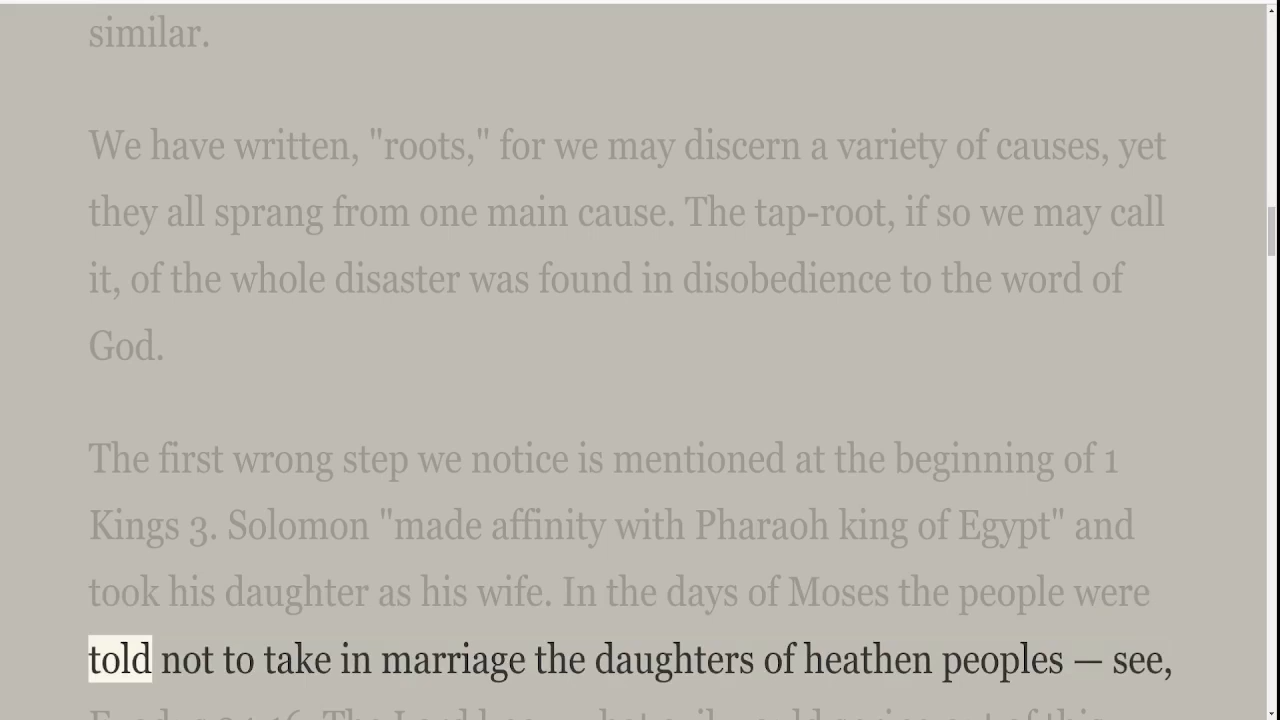 similar.
We have written, "roots," for we may discern a variety of causes, yet
they all sprang from one main cause. The tap-root, if so we may call
it, of the whole disaster was found in disobedience to the word of
God.
The first wrong step we notice is mentioned at the beginning of 1
Kings 3. Solomon "made affinity with Pharaoh king of Egypt" and
took his daughter as his wife. In the days of Moses the people were
told not to take in marriage the daughters of heathen peoples — see,